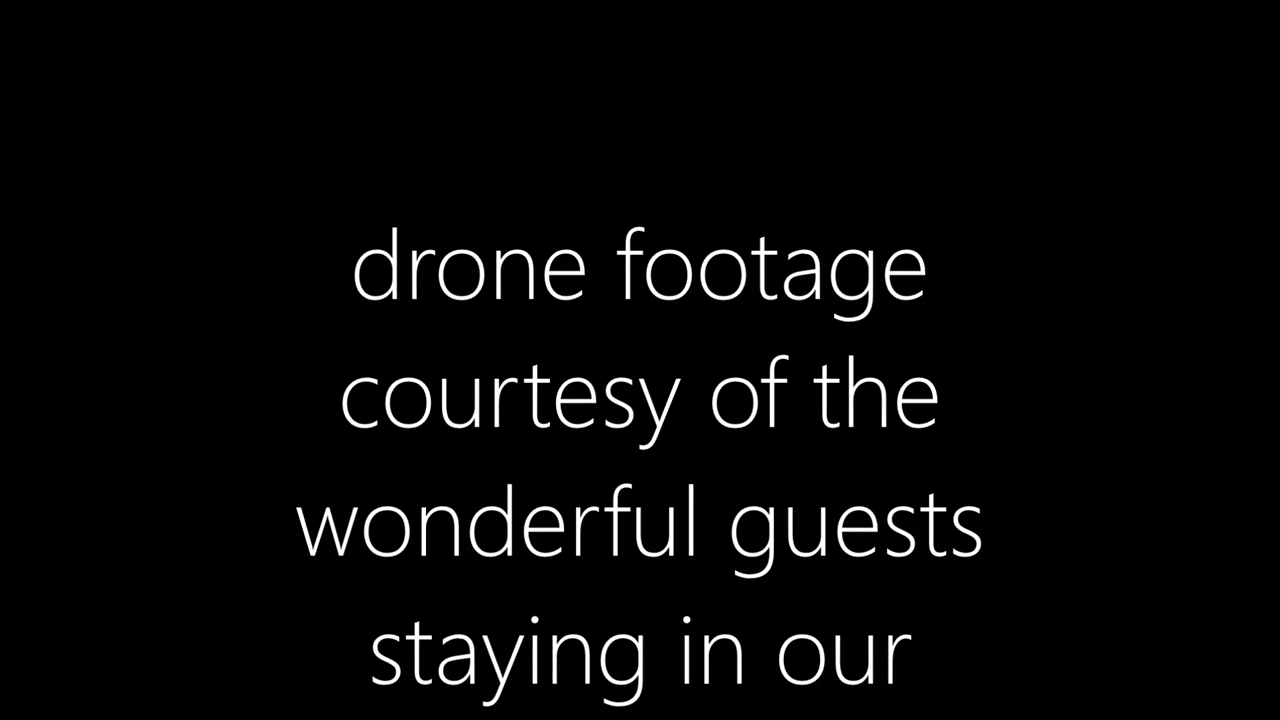 drone footage
courtesy of the
wonderful guests
staying in our